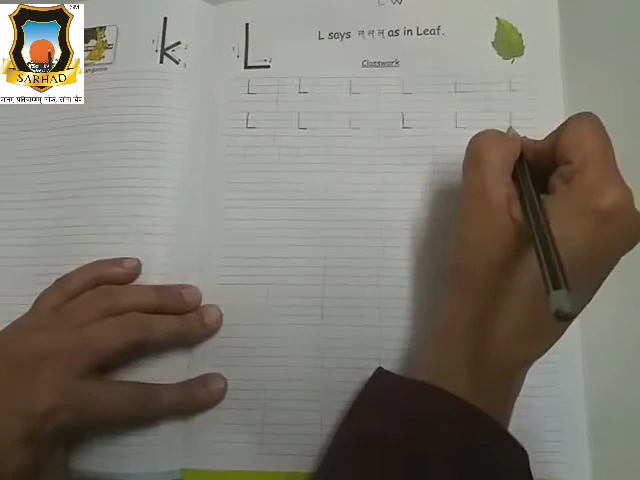 SARHAD
k
L W
L
L says ल् ल् ल् as in Leaf.
Classwork
L L L L L L
L L L L L